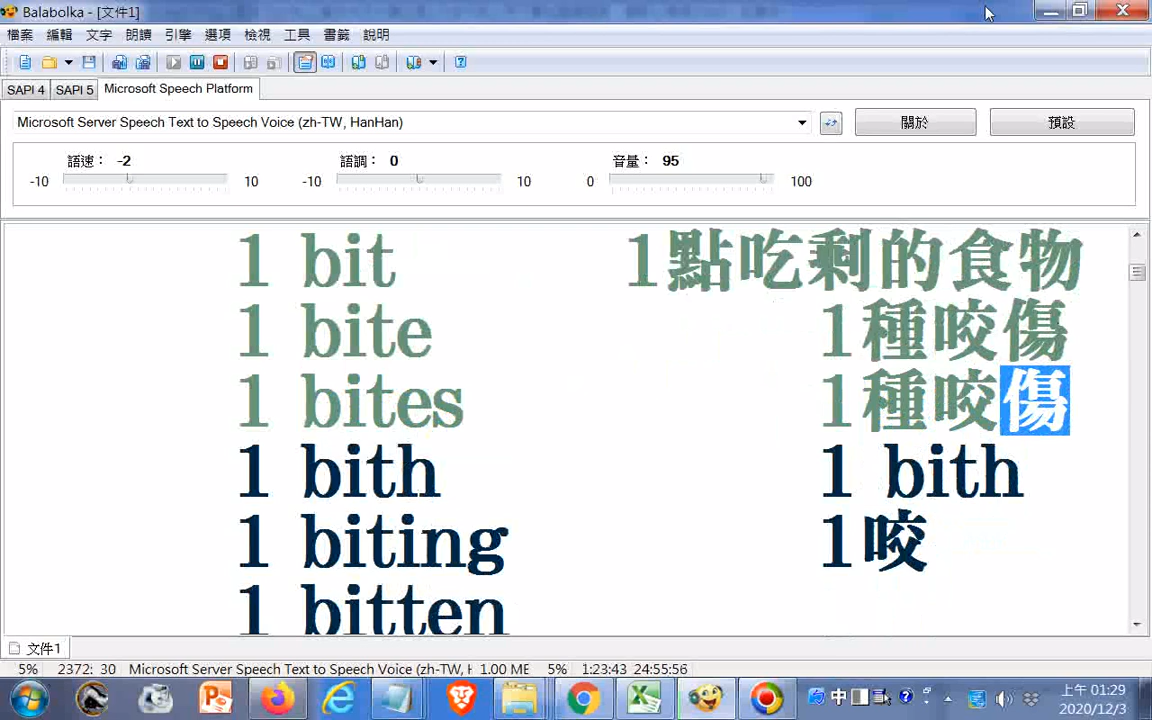 Balabolka - [文件1]
檔案 編輯 文字 朗讀 引擎 選項 檢視 工具 書籤 說明
SAPI 4 SAPI 5 Microsoft Speech Platform
Microsoft Server Speech Text to Speech Voice (zh-TW, HanHan) 關於 預設
語速： -2 語調： 0 音量： 95
-10 10 -10 10 0 100
1 bit 1點吃剩的食物
1 bite 1種咬傷
1 bites 1種咬傷
1 bith 1 bith
1 biting 1咬
1 bitten
文件1
5% 2372: 30 Microsoft Server Speech Text to Speech Voice (zh-TW, H 1.00 ME 5% 1:23:43 24:55:56
中 上午 01:29
2020/12/3